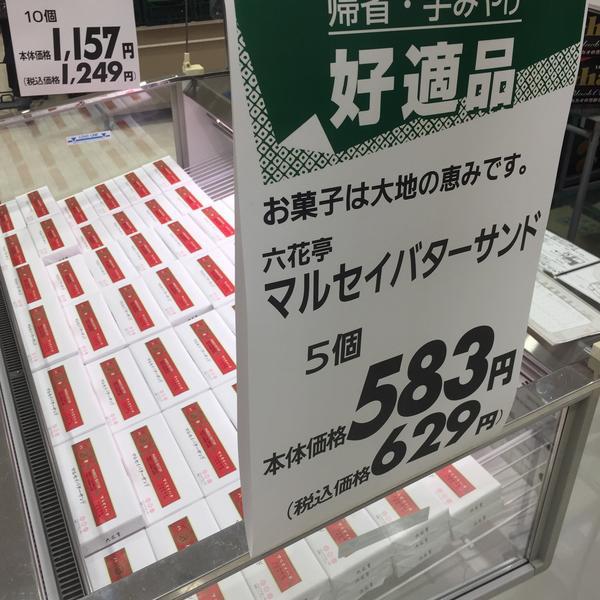 10個
本体価格1,157円
(税込価格1,249円)
帰省・手みやげ
好適品
お菓子は大地の恵みです。
六花亭
マルセイバターサンド
5個
本体価格583円
(税込価格629円)